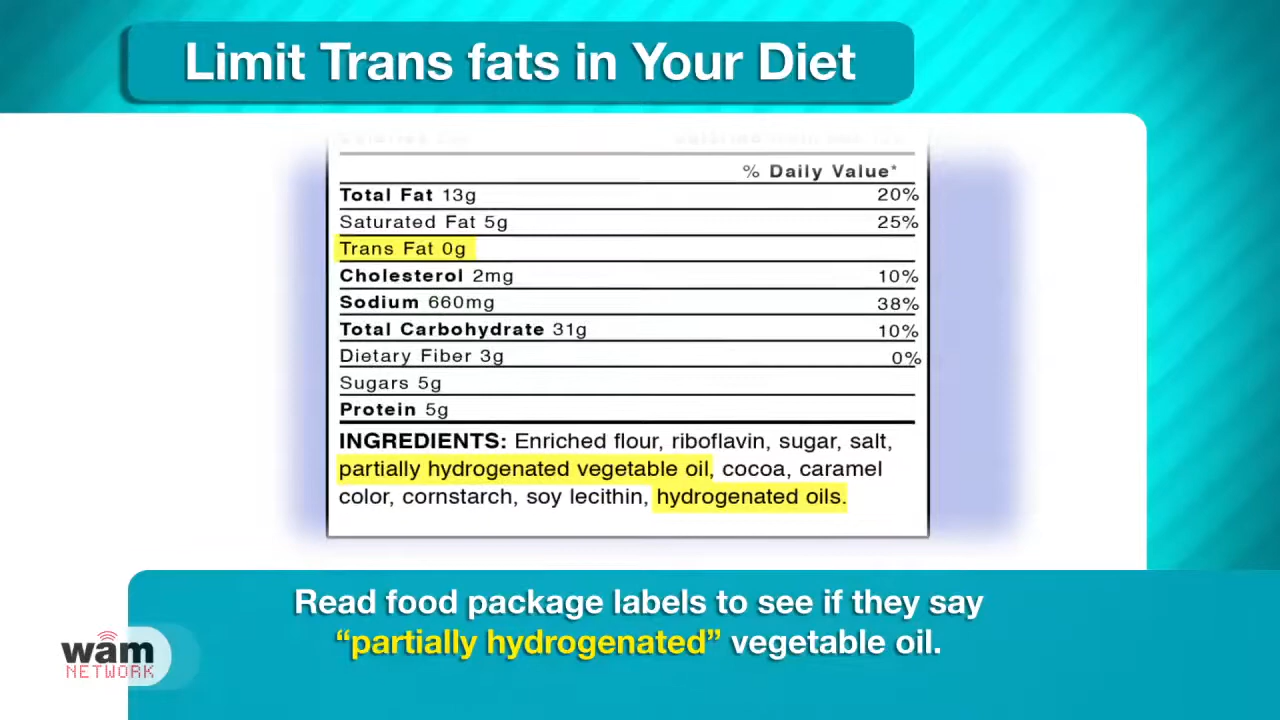 Limit Trans fats in Your Diet
% Daily Value*
Total Fat 13g 20%
Saturated Fat 5g 25%
Trans Fat 0g
Cholesterol 2mg 10%
Sodium 660mg 38%
Total Carbohydrate 31g 10%
Dietary Fiber 3g 0%
Sugars 5g
Protein 5g
INGREDIENTS: Enriched flour, riboflavin, sugar, salt,
partially hydrogenated vegetable oil, cocoa, caramel
color, cornstarch, soy lecithin, hydrogenated oils.
Read food package labels to see if they say
“partially hydrogenated” vegetable oil.
wam
NETWORK